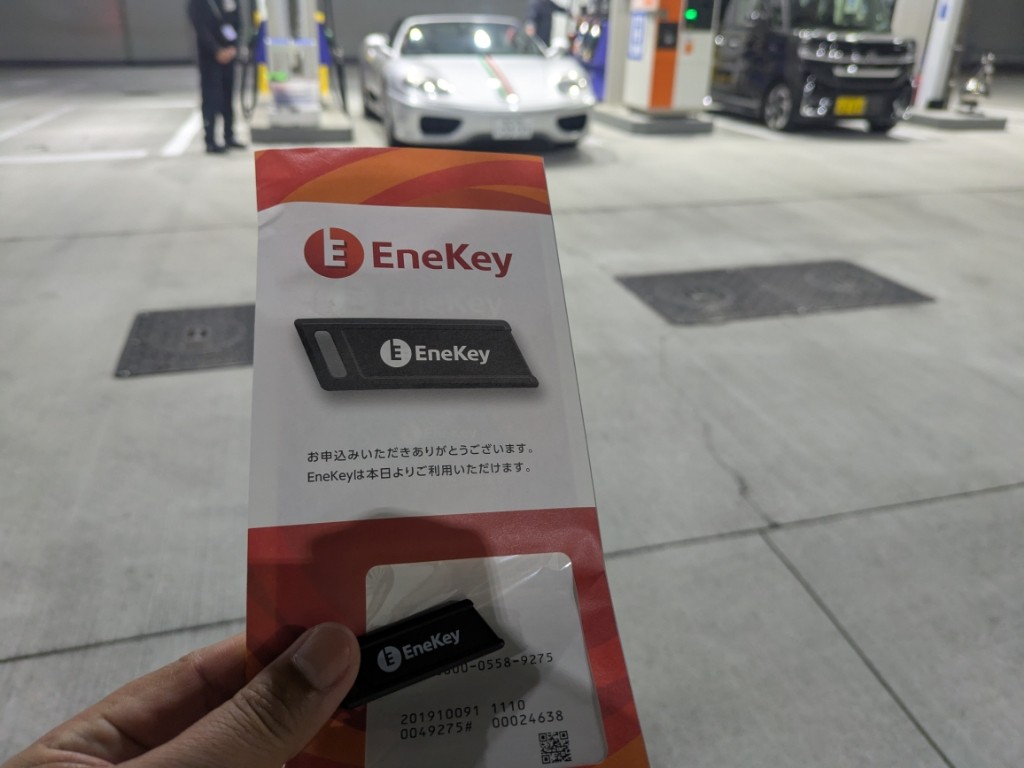 E EneKey
E EneKey
お申込みいただきありがとうございます。
EneKeyは本日よりご利用いただけます。
E EneKey
000-0558-9275
201910091 1110
0049275# 00024638